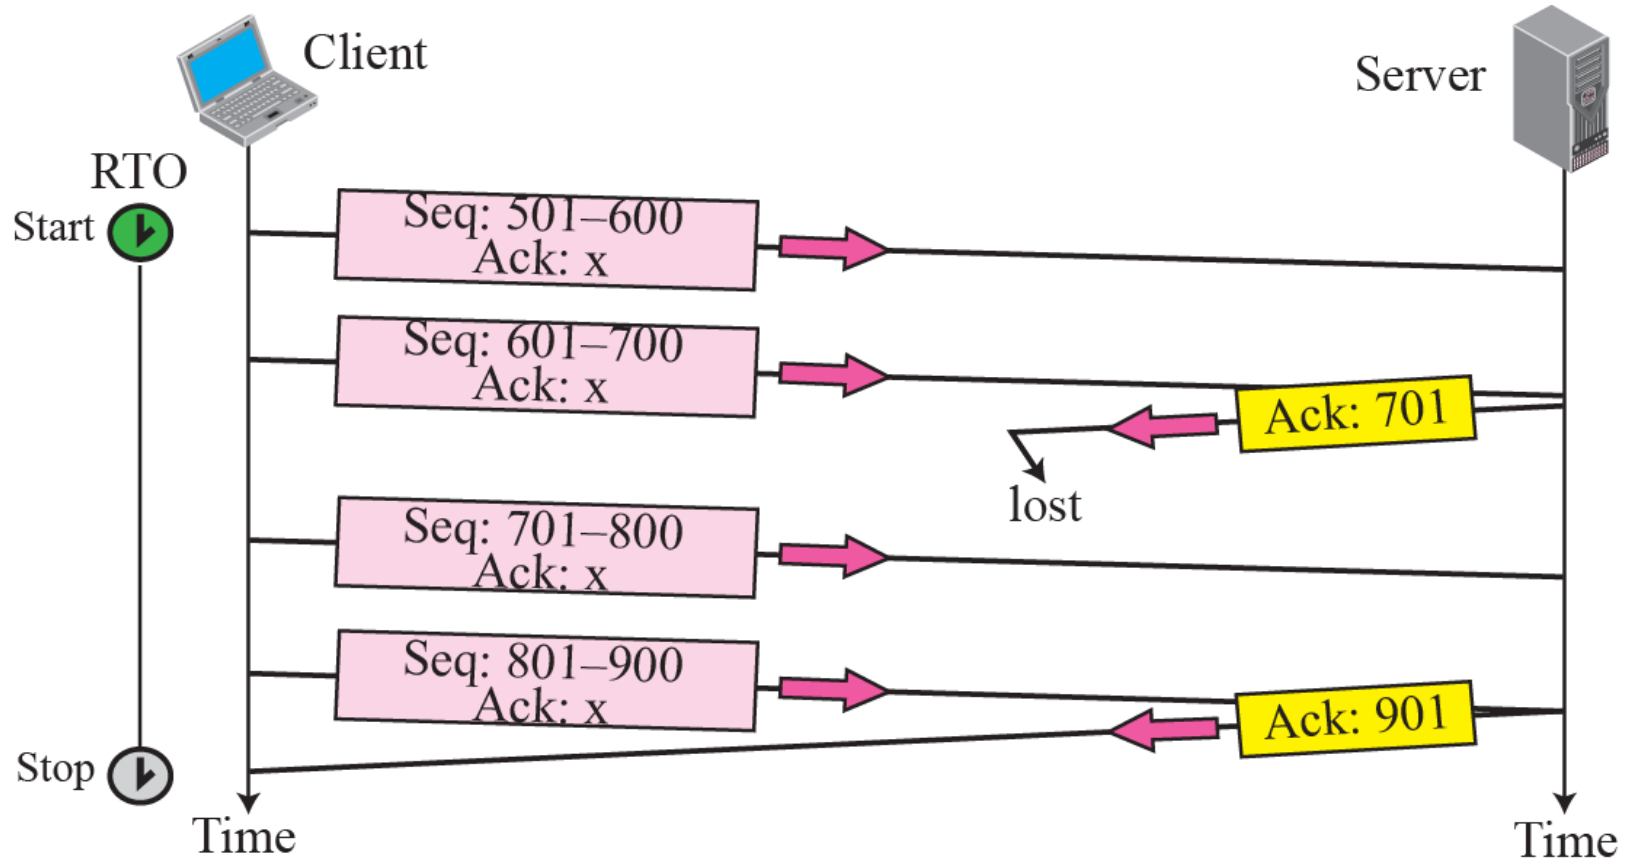 Client
Server
RTO
Start
Seq: 501–600
Ack: x
Seq: 601–700
Ack: x
Ack: 701
lost
Seq: 701–800
Ack: x
Seq: 801–900
Ack: x
Ack: 901
Stop
Time
Time